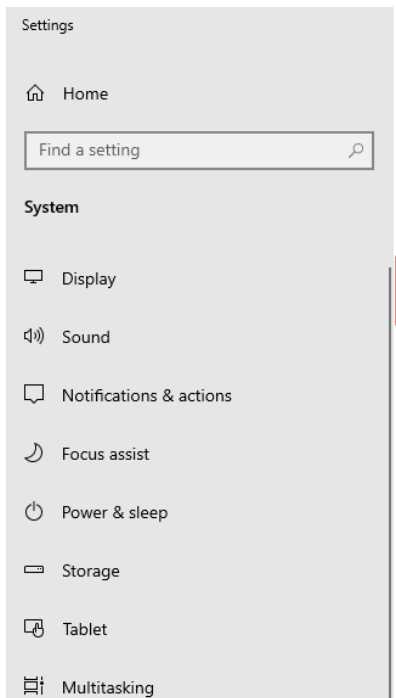 Settings
Home
Find a setting
System
Display
Sound
Notifications & actions
Focus assist
Power & sleep
Storage
Tablet
Multitasking